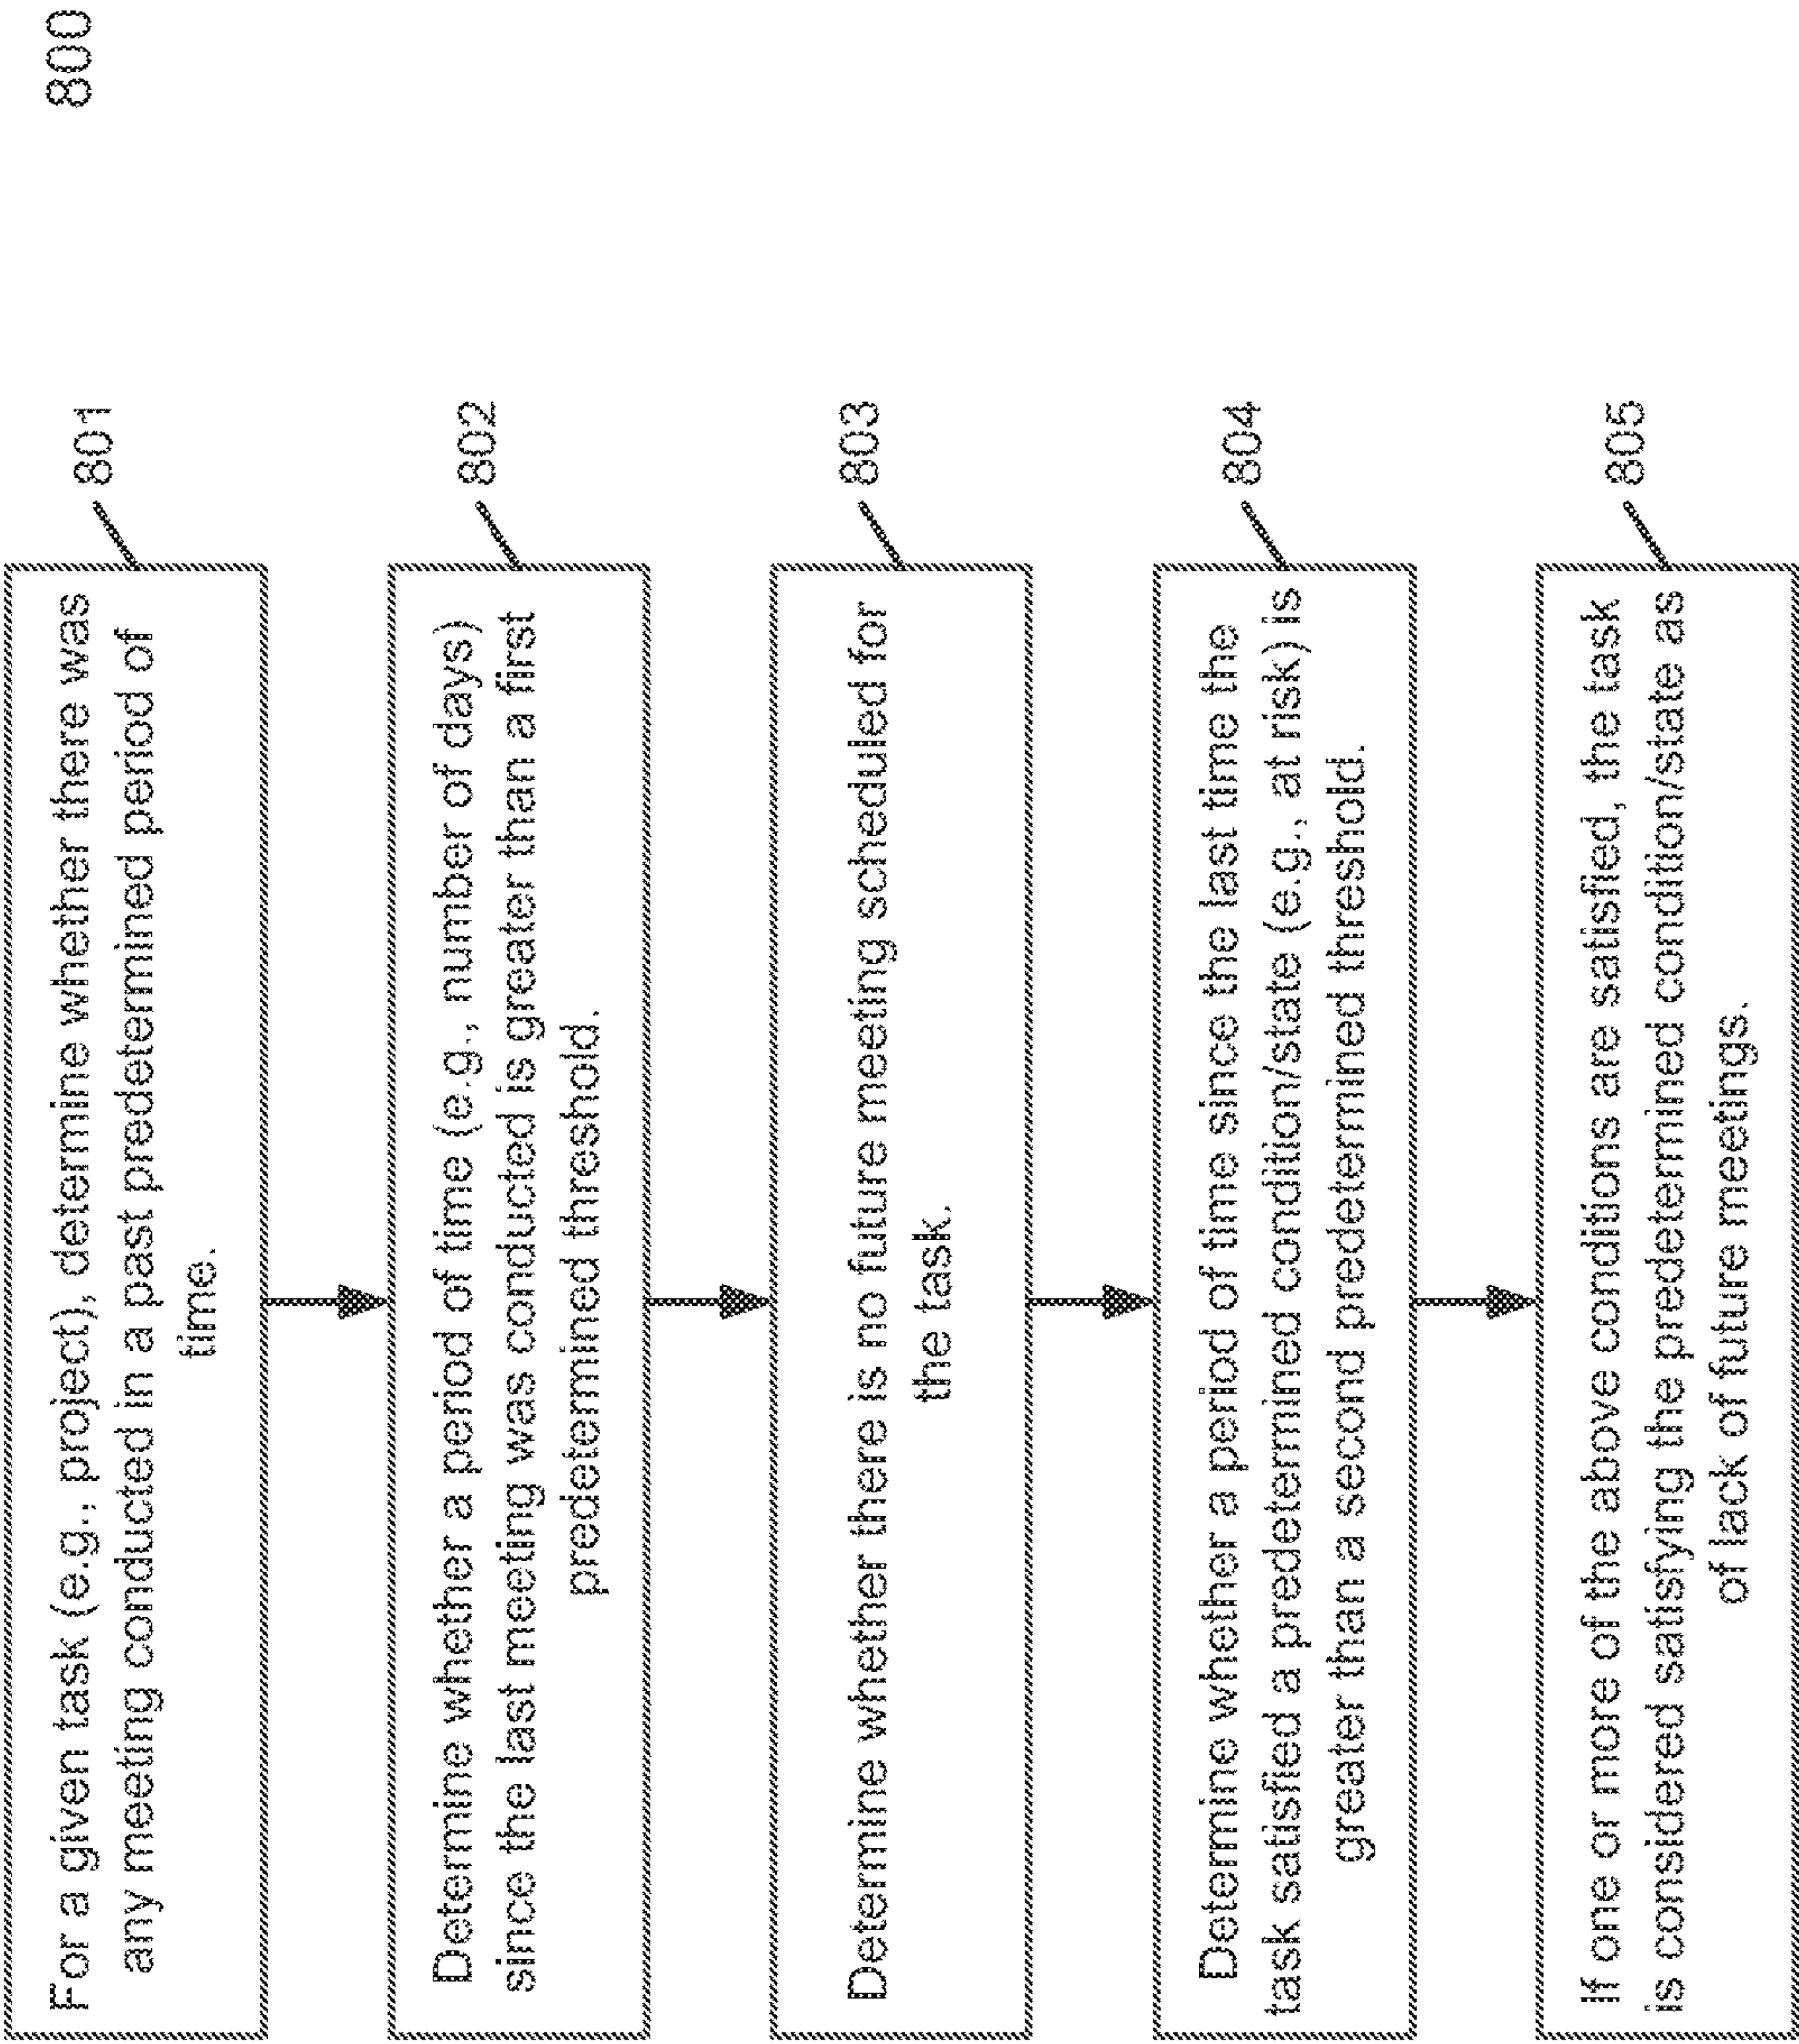 800
For a given task (e.g., project), determine whether there was
any meeting conducted in a past predetermined period of
time.
801
Determine whether a period of time (e.g., number of days)
since the last meeting was conducted is greater than a first
predetermined threshold.
802
Determine whether there is no future meeting scheduled for
the task.
803
Determine whether a period of time since the last time the
task satisfied a predetermined condition/state (e.g., at risk) is
greater than a second predetermined threshold.
804
If one or more of the above conditions are satisfied, the task
is considered satisfying the predetermined condition/state as
of lack of future meetings.
805